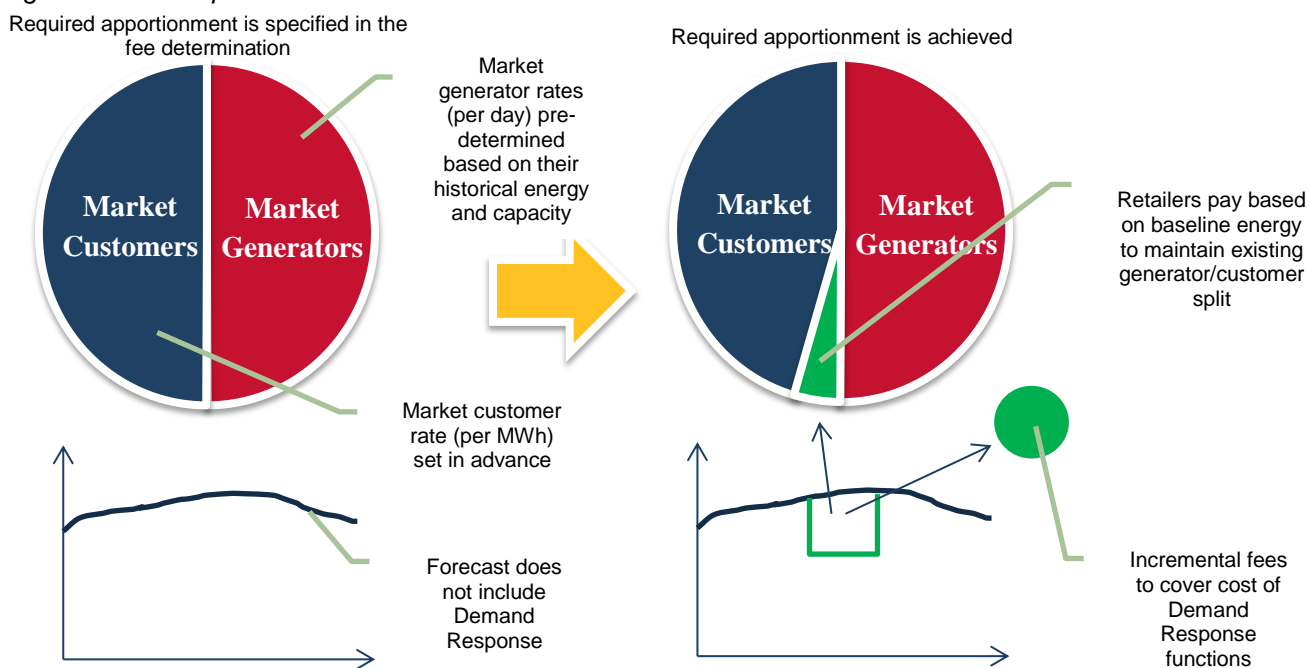 Required apportionment is specified in the
fee determination
Market
Customers
Market
Generators
Market
generator rates
(per day) pre-
determined
based on their
historical energy
and capacity
Market customer
rate (per MWh)
set in advance
Forecast does
not include
Demand
Response
Required apportionment is achieved
Market
Customers
Market
Generators
Retailers pay based
on baseline energy
to maintain existing
generator/customer
split
Incremental fees
to cover cost of
Demand
Response
functions